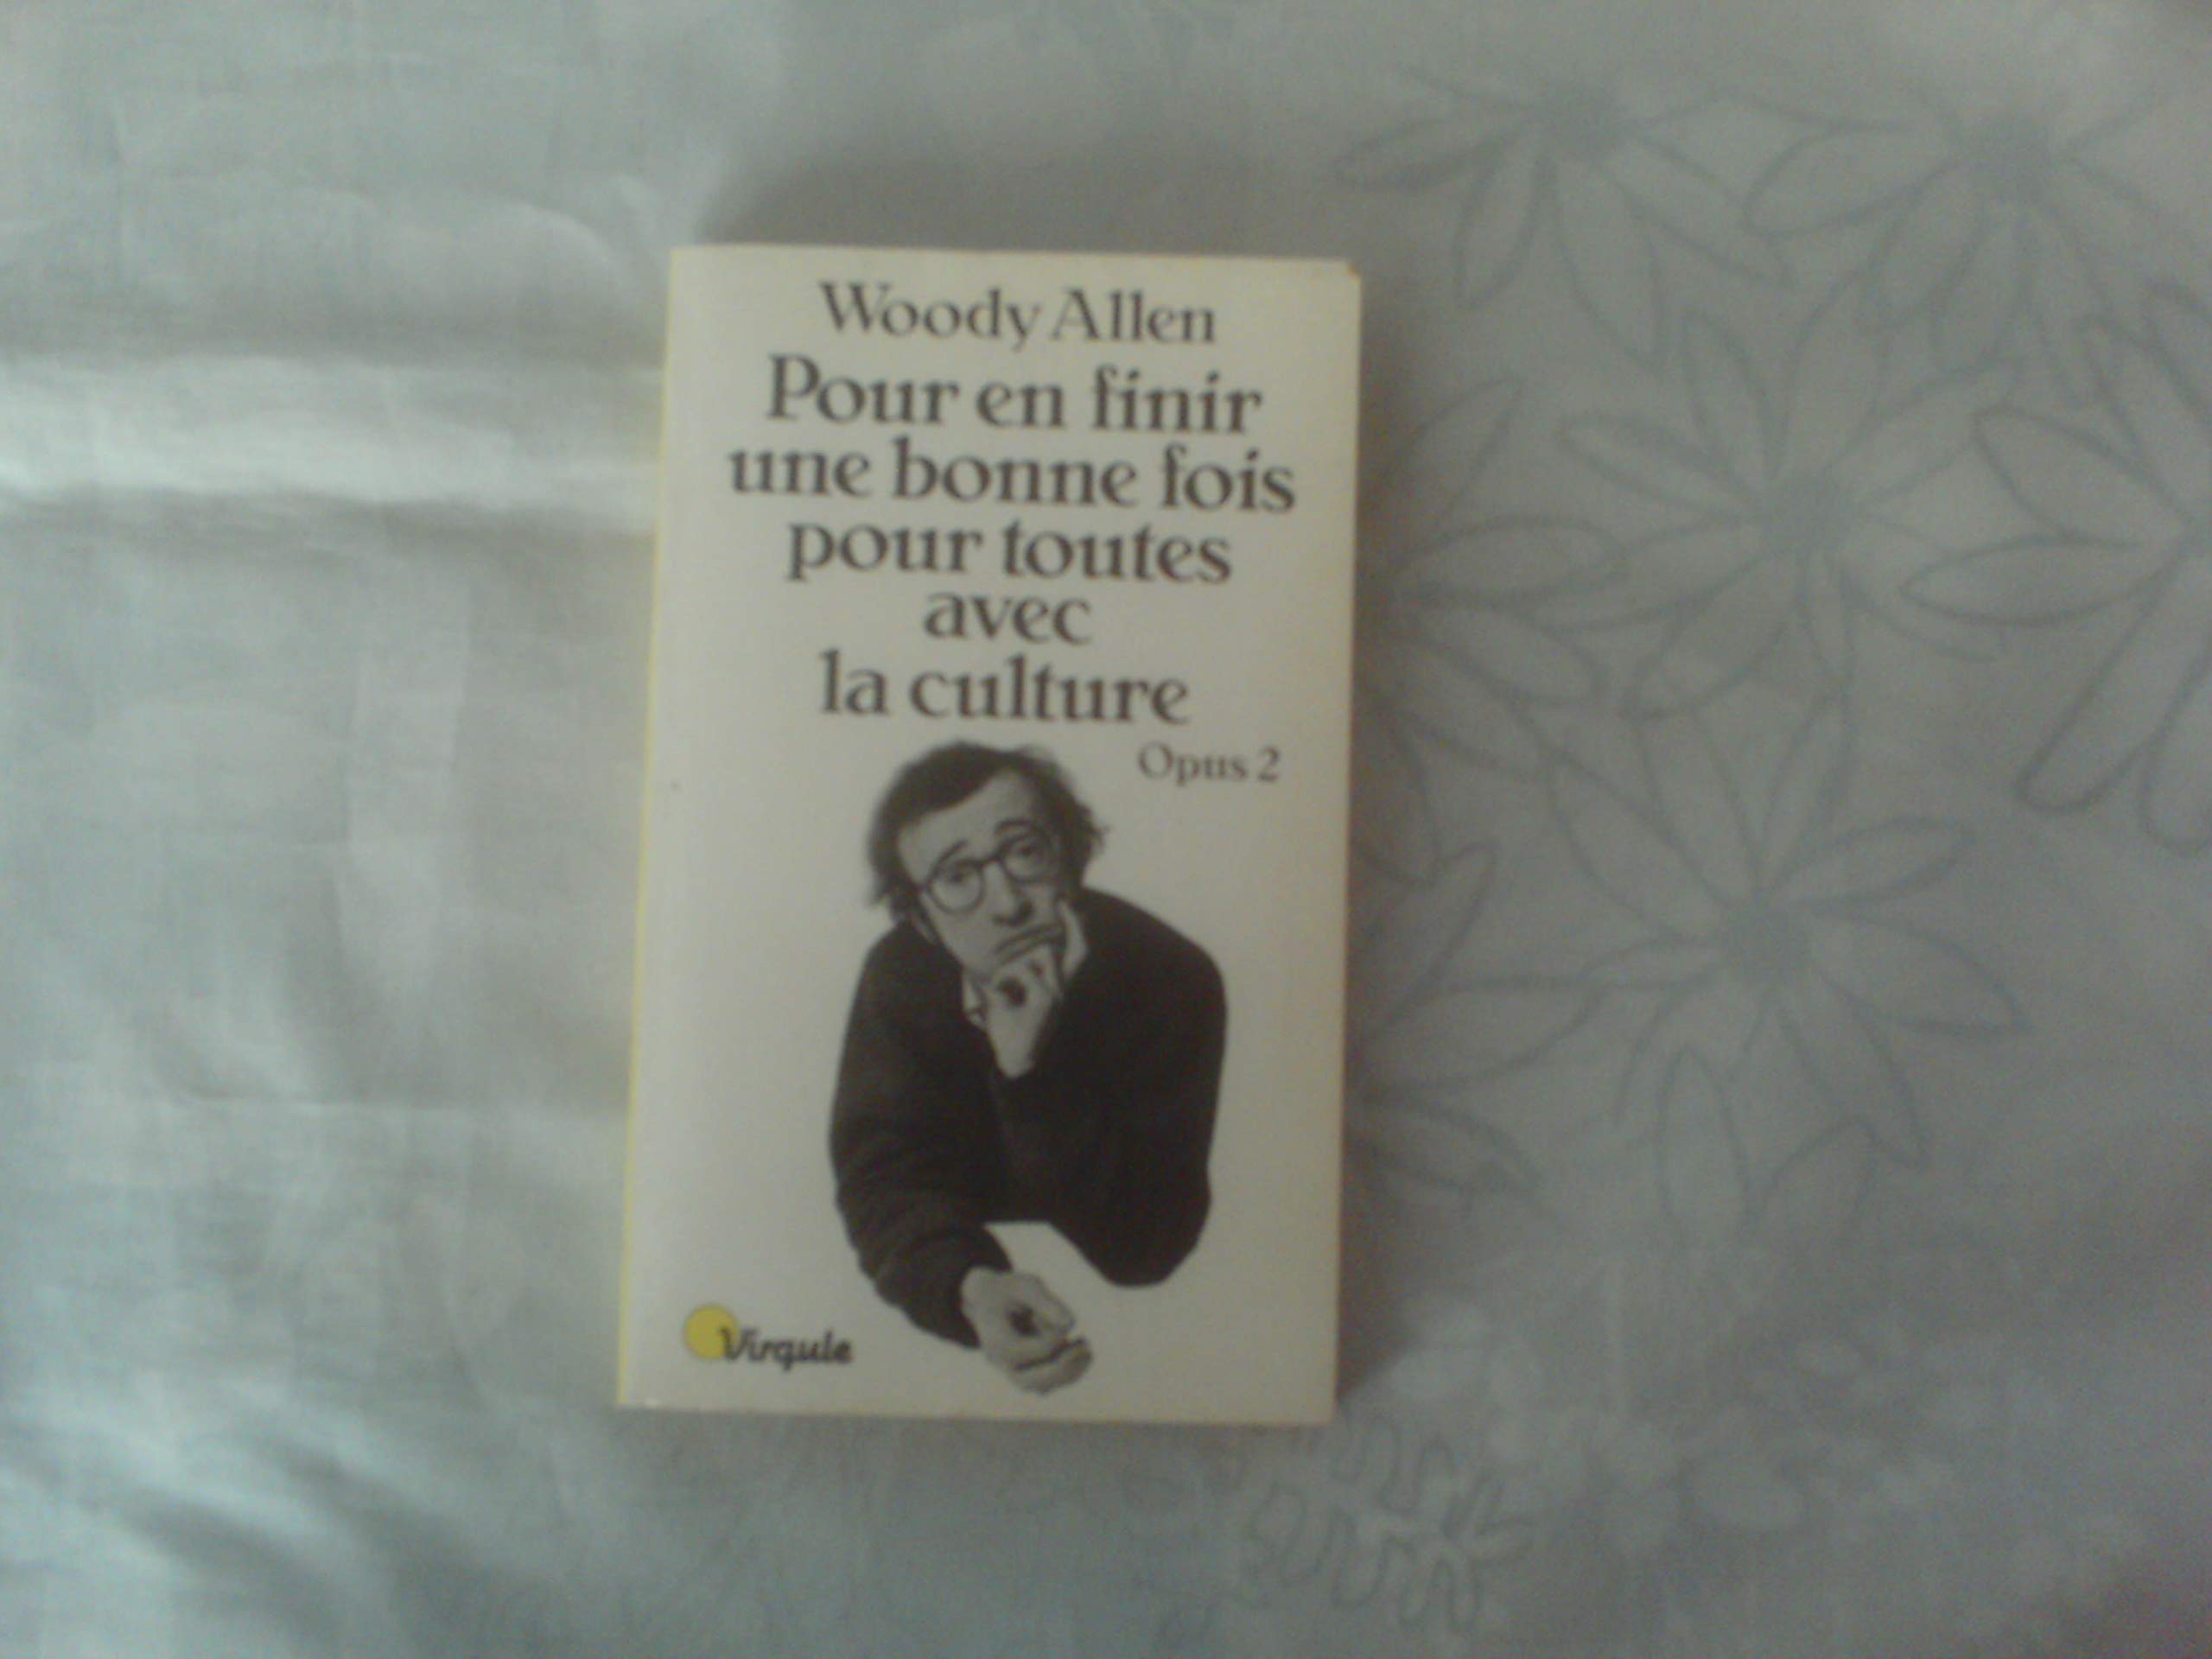 Woody Allen
Pour en finir
une bonne fois
pour toutes
avec
la culture
Opus 2
Virgule